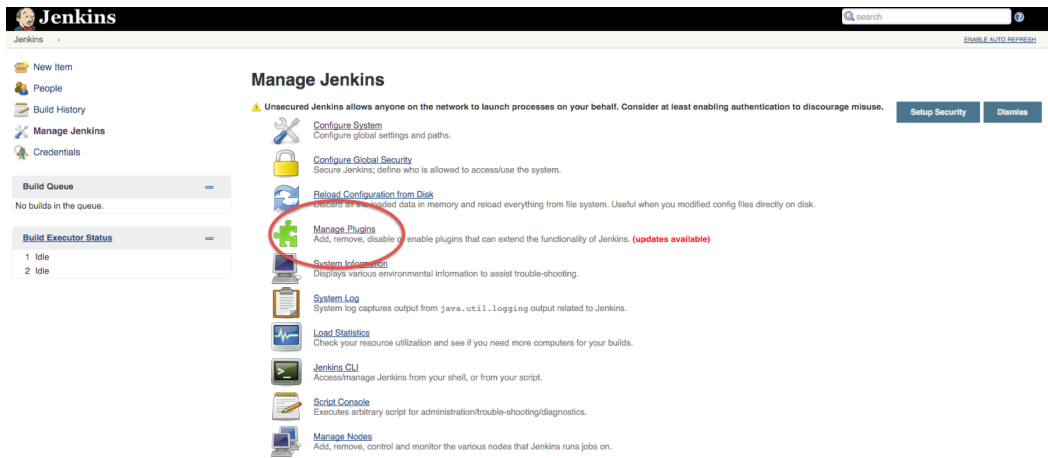 Jenkins
search
Jenkins
ENABLE AUTO REFRESH
New Item
People
Build History
Manage Jenkins
Credentials
Build Queue
No builds in the queue.
Build Executor Status
1 Idle
2 Idle
Manage Jenkins
Unsecured Jenkins allows anyone on the network to launch processes on your behalf. Consider at least enabling authentication to discourage misuse.
Setup Security
Dismiss
Configure System
Configure global settings and paths.
Configure Global Security
Secure Jenkins; define who is allowed to access/use the system.
Reload Configuration from Disk
Discard all the loaded data in memory and reload everything from file system. Useful when you modified config files directly on disk.
Manage Plugins
Add, remove, disable or enable plugins that can extend the functionality of Jenkins. (updates available)
System Information
Displays various environmental information to assist trouble-shooting.
System Log
System log captures output from java.util.logging output related to Jenkins.
Load Statistics
Check your resource utilization and see if you need more computers for your builds.
Jenkins CLI
Access/manage Jenkins from your shell, or from your script.
Script Console
Executes arbitrary script for administration/trouble-shooting/diagnostics.
Manage Nodes
Add, remove, control and monitor the various nodes that Jenkins runs jobs on.